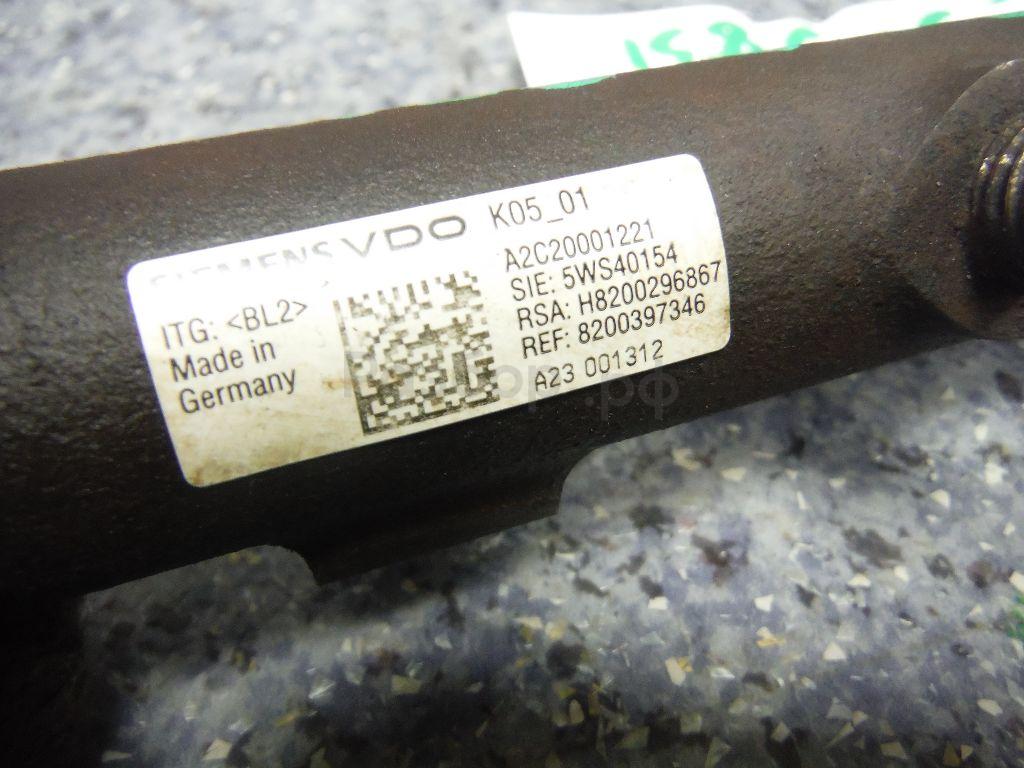 SIEMENS VDO K05_01
ITG: <BL2>
Made in
Germany
A2C20001221
SIE: 5WS40154
RSA: H8200296867
REF: 8200397346
A23 001312